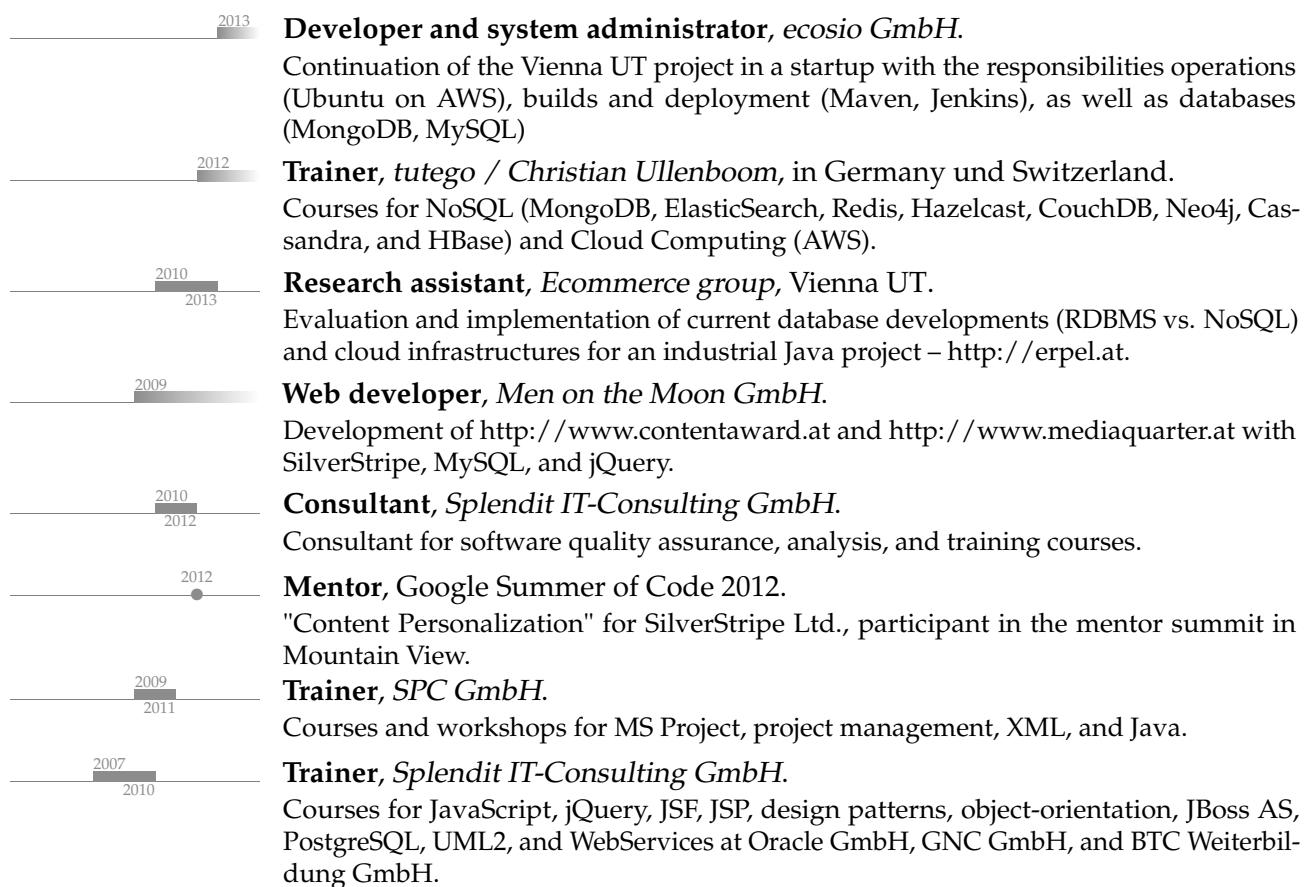 2013
Developer and system administrator, ecosio GmbH.
Continuation of the Vienna UT project in a startup with the responsibilities operations
(Ubuntu on AWS), builds and deployment (Maven, Jenkins), as well as databases
(MongoDB, MySQL)
2012
Trainer, tutego / Christian Ullenboom, in Germany und Switzerland.
Courses for NoSQL (MongoDB, ElasticSearch, Redis, Hazelcast, CouchDB, Neo4j, Cas-
sandra, and HBase) and Cloud Computing (AWS).
2010
Research assistant, Ecommerce group, Vienna UT.
2013
Evaluation and implementation of current database developments (RDBMS vs. NoSQL)
and cloud infrastructures for an industrial Java project – http://erpel.at.
2009
Web developer, Men on the Moon GmbH.
Development of http://www.contentaward.at and http://www.mediaquarter.at with
SilverStripe, MySQL, and jQuery.
2010
Consultant, Splendit IT-Consulting GmbH.
2012
Consultant for software quality assurance, analysis, and training courses.
2012
Mentor, Google Summer of Code 2012.
"Content Personalization" for SilverStripe Ltd., participant in the mentor summit in
Mountain View.
2009
Trainer, SPC GmbH.
2011
Courses and workshops for MS Project, project management, XML, and Java.
2007
Trainer, Splendit IT-Consulting GmbH.
2010
Courses for JavaScript, jQuery, JSF, JSP, design patterns, object-orientation, JBoss AS,
PostgreSQL, UML2, and WebServices at Oracle GmbH, GNC GmbH, and BTC Weiterbil-
dung GmbH.